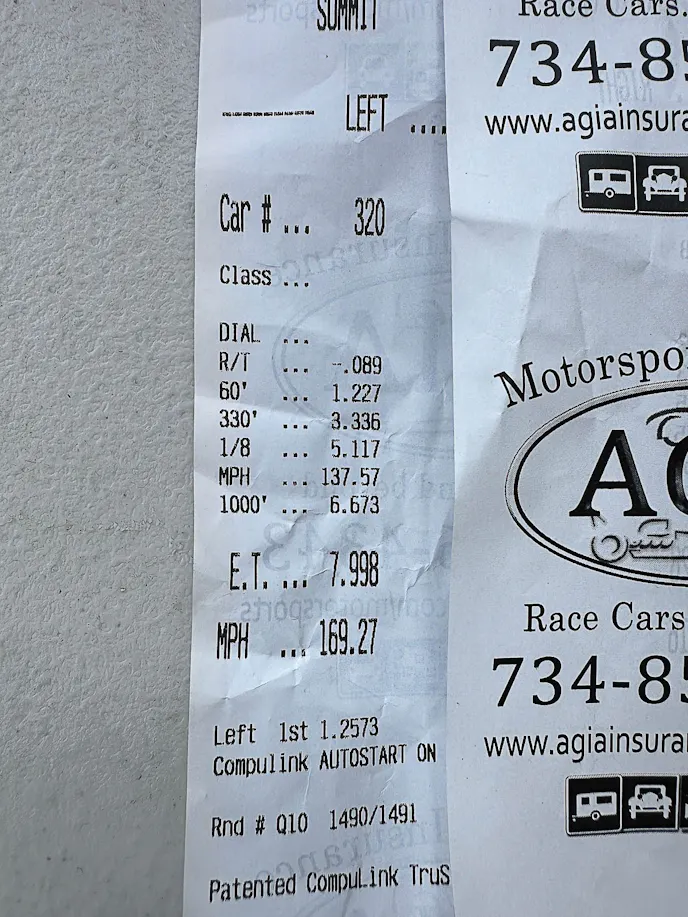 SUMMIT
LEFT ....
Car # ... 320
Class ...
DIAL ...
R/T ... -.089
60' ... 1.227
330' ... 3.336
1/8 ... 5.117
MPH ... 137.57
1000' ... 6.673
E.T. ... 7.998
MPH ... 169.27
Left 1st 1.2573
Compulink AUTOSTART ON
Rnd # Q10 1490/1491
Patented CompuLink TruS
Race Cars.
734-85
www.agiainsura
Motorspo
AG
Race Cars
734-85
www.agiainsura